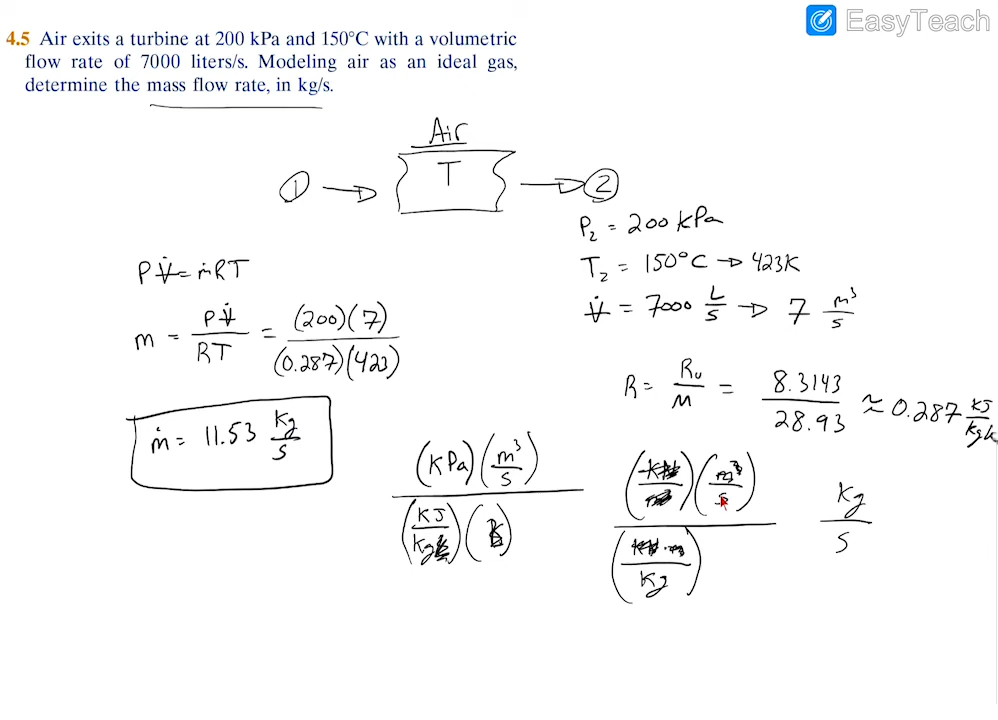 EasyTeach
4.5 Air exits a turbine at 200 kPa and 150°C with a volumetric
flow rate of 7000 liters/s. Modeling air as an ideal gas,
determine the mass flow rate, in kg/s.
Air
T
1
2
P₂ = 200 kPa
T₂ = 150°C → 423K
V̇ = 7000 L/s → 7 m³/s
PV̇ = ṁRT
m = PV̇/RT = (200)(7)/(0.287)(423)
R = Rᵤ/M = 8.3143/28.93 ≈ 0.287 KJ/KgK
ṁ = 11.53 Kg/s
(KPa)(m³/s)/(KJ/KgK)(K)
(m³/s)/(/Kg) Kg/s